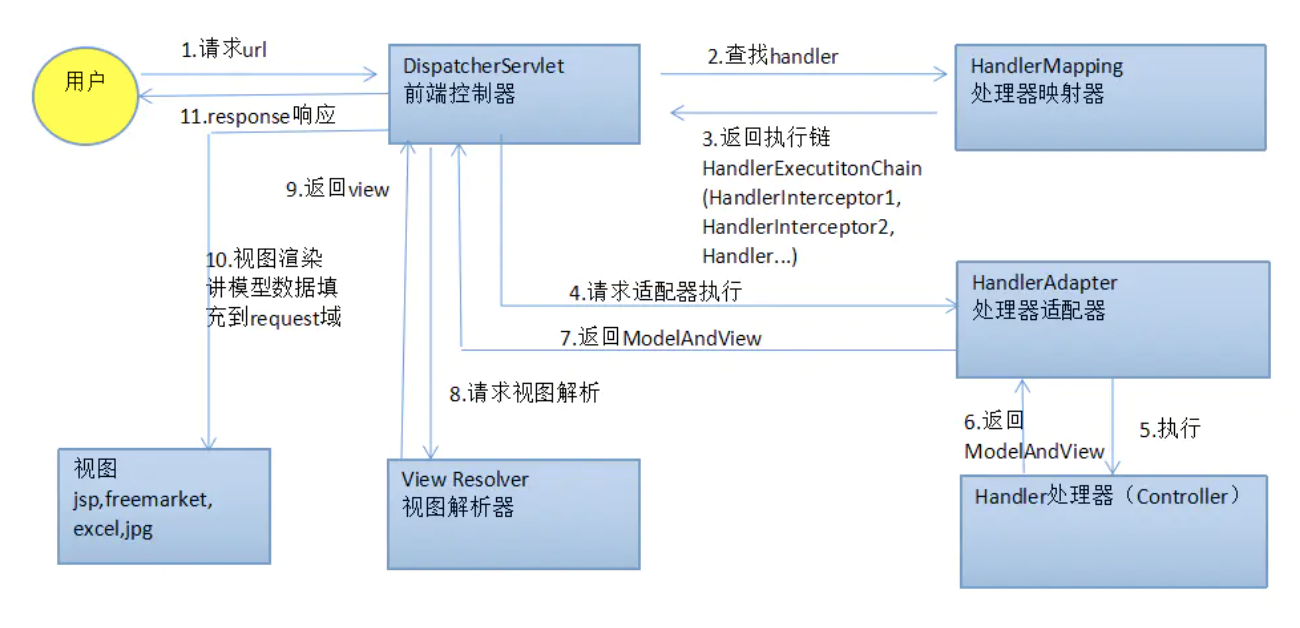 1.请求url
用户
DispatcherServlet
前端控制器
2.查找handler
HandlerMapping
处理器映射器
11.response响应
3.返回执行链
HandlerExecutitonChain
(HandlerInterceptor1,
HandlerInterceptor2,
Handler...)
9.返回view
10.视图渲染
讲模型数据填
充到request域
4.请求适配器执行
HandlerAdapter
处理器适配器
7.返回ModelAndView
8.请求视图解析
6.返回
ModelAndView
5.执行
视图
jsp,freemarket,
excel,jpg
View Resolver
视图解析器
Handler处理器（Controller）